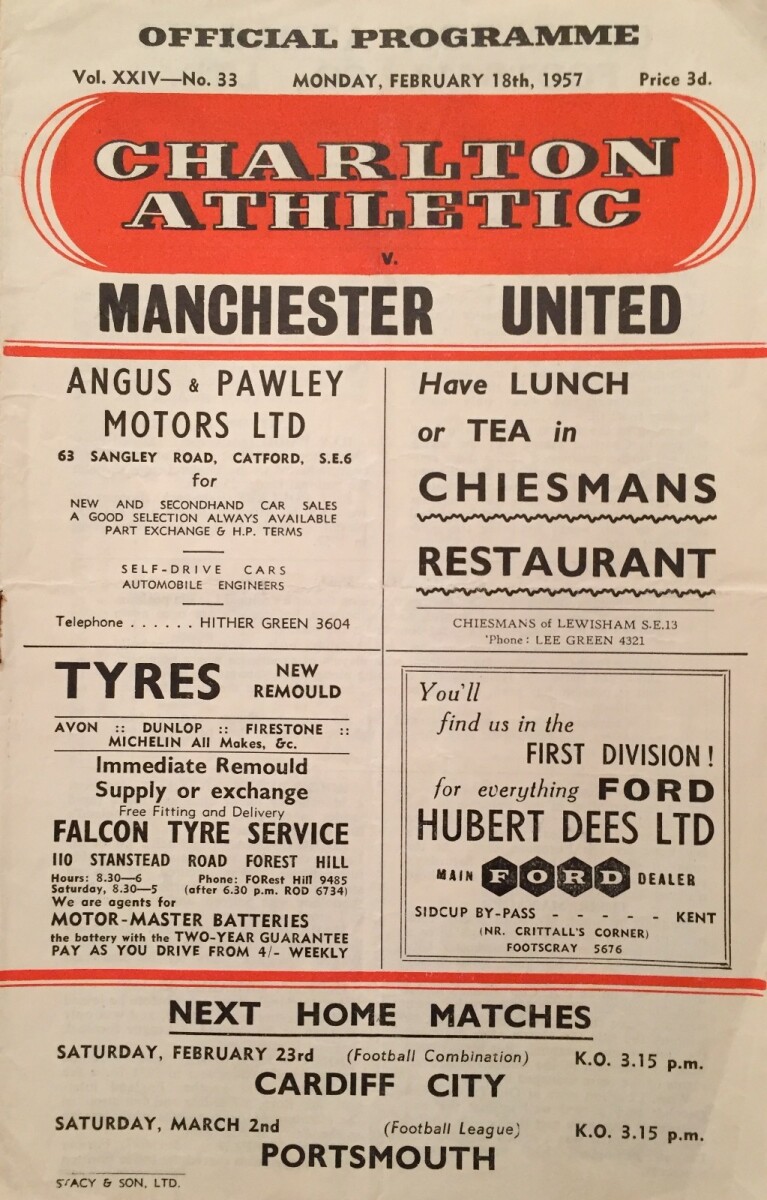 OFFICIAL PROGRAMME
Vol. XXIV—No. 33 MONDAY, FEBRUARY 18th, 1957 Price 3d.
CHARLTON
ATHLETIC
v.
MANCHESTER UNITED
ANGUS & PAWLEY
MOTORS LTD
63 SANGLEY ROAD, CATFORD, S.E.6
for
NEW AND SECONDHAND CAR SALES
A GOOD SELECTION ALWAYS AVAILABLE
PART EXCHANGE & H.P. TERMS
SELF-DRIVE CARS
AUTOMOBILE ENGINEERS
Telephone . . . . . . HITHER GREEN 3604
Have LUNCH
or TEA in
CHIESMANS
RESTAURANT
CHIESMANS of LEWISHAM S.E.13
'Phone : LEE GREEN 4321
TYRES NEW
REMOULD
AVON :: DUNLOP :: FIRESTONE ::
MICHELIN All Makes, &c.
Immediate Remould
Supply or exchange
Free Fitting and Delivery
FALCON TYRE SERVICE
110 STANSTEAD ROAD FOREST HILL
Hours: 8.30—6 Phone: FORest Hill 9485
Saturday, 8.30—5 (after 6.30 p.m. ROD 6734)
We are agents for
MOTOR-MASTER BATTERIES
the battery with the TWO-YEAR GUARANTEE
PAY AS YOU DRIVE FROM 4/- WEEKLY
You'll
find us in the
FIRST DIVISION !
for everything FORD
HUBERT DEES LTD
MAIN FORD DEALER
SIDCUP BY-PASS - - - - - KENT
(NR. CRITTALL'S CORNER)
FOOTSCRAY 5676
NEXT HOME MATCHES
SATURDAY, FEBRUARY 23rd (Football Combination) K.O. 3.15 p.m.
CARDIFF CITY
SATURDAY, MARCH 2nd (Football League) K.O. 3.15 p.m.
PORTSMOUTH
STACY & SON, LTD.